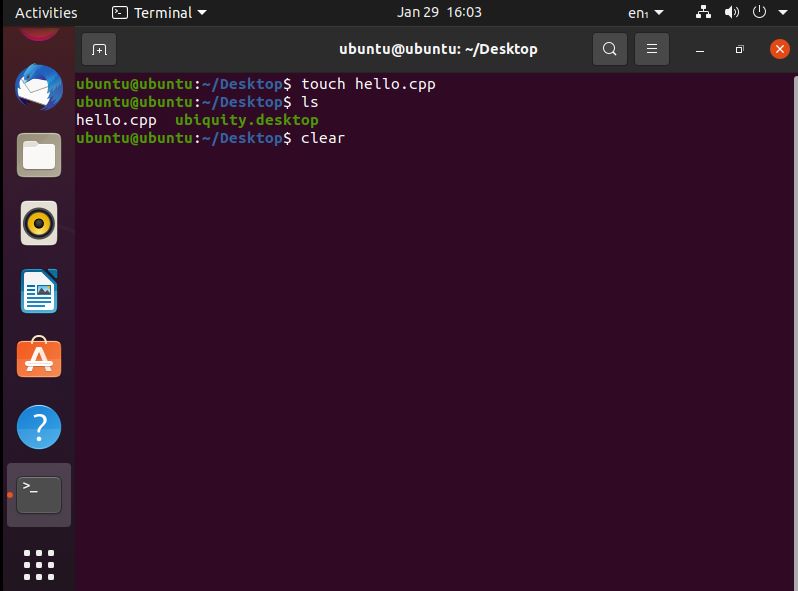 Activities Terminal Jan 29 16:03 en₁
ubuntu@ubuntu: ~/Desktop
ubuntu@ubuntu:~/Desktop$ touch hello.cpp
ubuntu@ubuntu:~/Desktop$ ls
hello.cpp ubiquity.desktop
ubuntu@ubuntu:~/Desktop$ clear